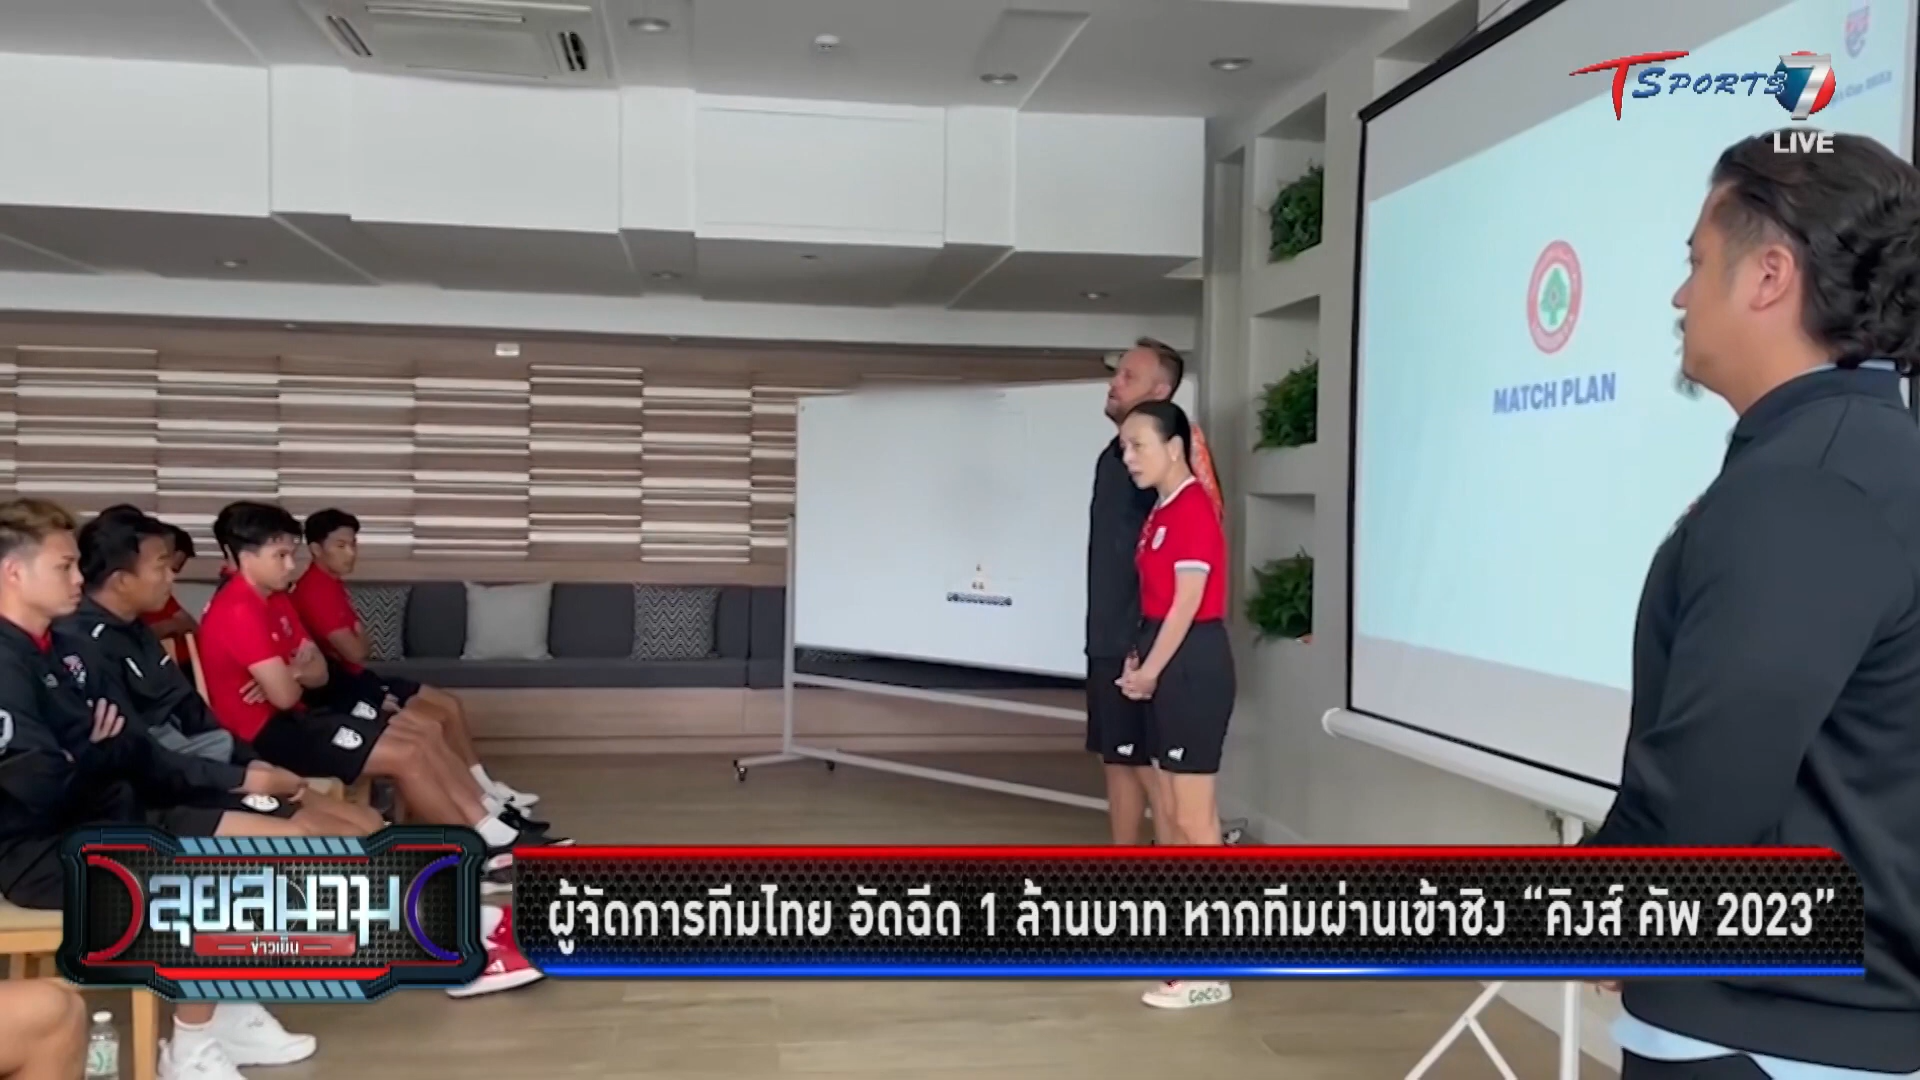 T SPORTS 7
LIVE
MATCH PLAN
ลุยสนาม
ข่าวเย็น
ผู้จัดการทีมไทย อัดฉีด 1 ล้านบาท หากทีมผ่านเข้าชิง “คิงส์ คัพ 2023”
COCO